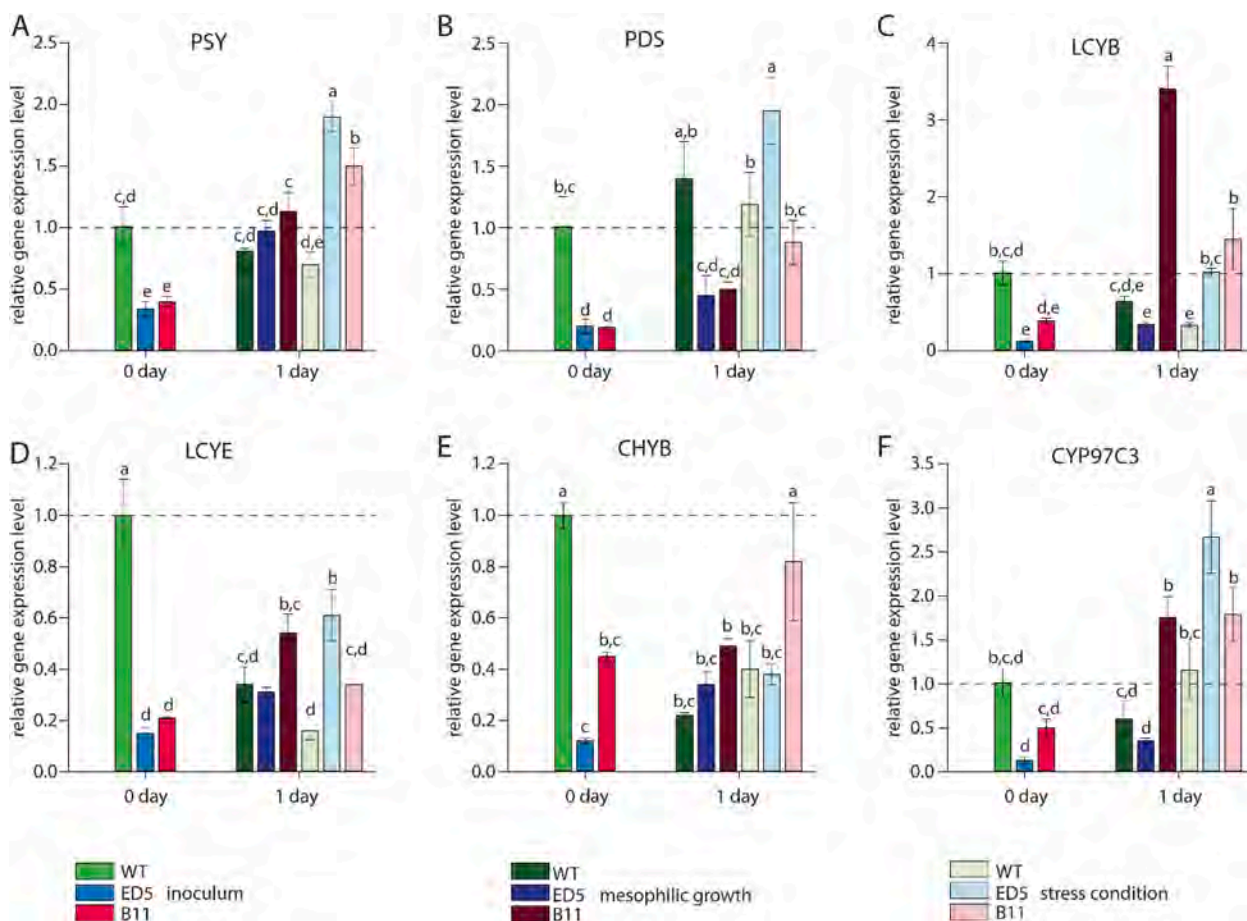 A PSY
relative gene expression level
2.5
2.0
1.5
1.0
0.5
0.0
c,d e e c,d c,d c d,e a b
0 day 1 day
B PDS
relative gene expression level
2.5
2.0
1.5
1.0
0.5
0.0
b,c d d a,b c,d c,d b a b,c
0 day 1 day
C LCYB
relative gene expression level
4
3
2
1
0
b,c,d e d,e c,d,e e a e b,c b
0 day 1 day
D LCYE
relative gene expression level
1.2
1.0
0.8
0.6
0.4
0.2
0.0
a d d c,d b,c d b c,d
0 day 1 day
E CHYB
relative gene expression level
1.2
1.0
0.8
0.6
0.4
0.2
0.0
a c b,c b,c b,c b b,c b,c a
0 day 1 day
F CYP97C3
relative gene expression level
3.5
3.0
2.5
2.0
1.5
1.0
0.5
0.0
b,c,d d c,d c,d d b b,c a b
0 day 1 day
WT
ED5 inoculum
B11
WT
ED5 mesophilic growth
B11
WT
ED5 stress condition
B11